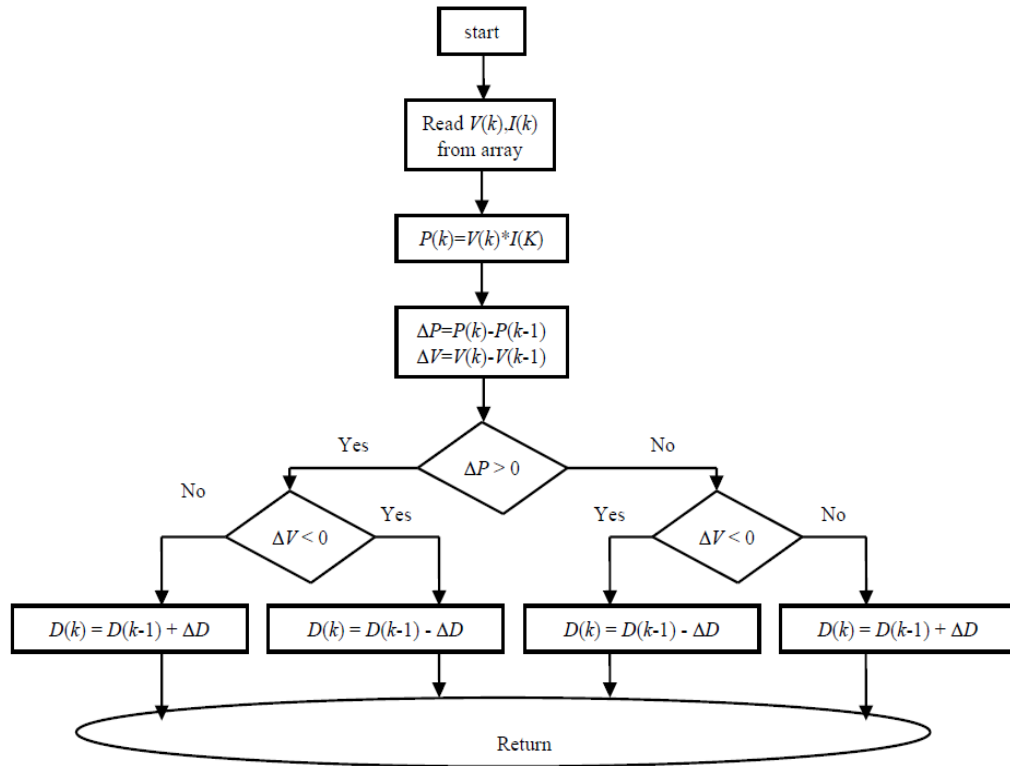 start
Read V(k),I(k)
from array
P(k)=V(k)*I(K)
ΔP=P(k)-P(k-1)
ΔV=V(k)-V(k-1)
Yes
No
ΔP > 0
No
Yes
Yes
No
ΔV < 0
ΔV < 0
D(k) = D(k-1) + ΔD
D(k) = D(k-1) - ΔD
D(k) = D(k-1) - ΔD
D(k) = D(k-1) + ΔD
Return